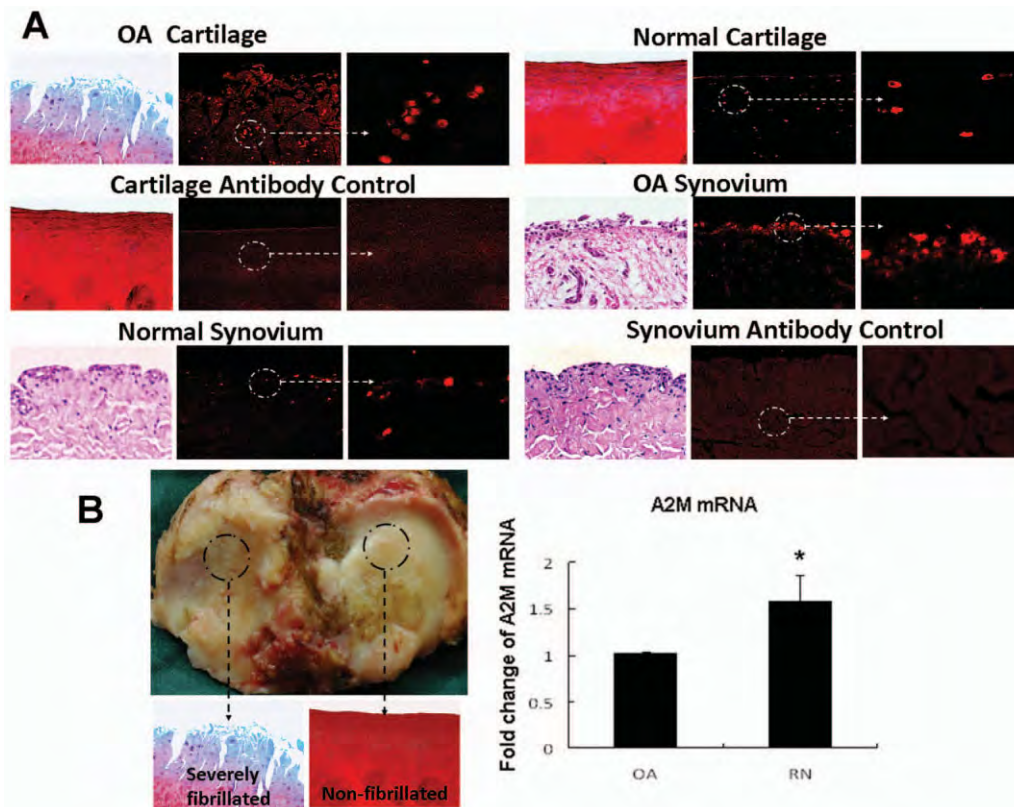 A
OA Cartilage
Normal Cartilage
Cartilage Antibody Control
OA Synovium
Normal Synovium
Synovium Antibody Control
B
Severely
fibrillated
Non-fibrillated
A2M mRNA
Fold change of A2M mRNA
2
1.5
1
0.5
0
*
OA
RN